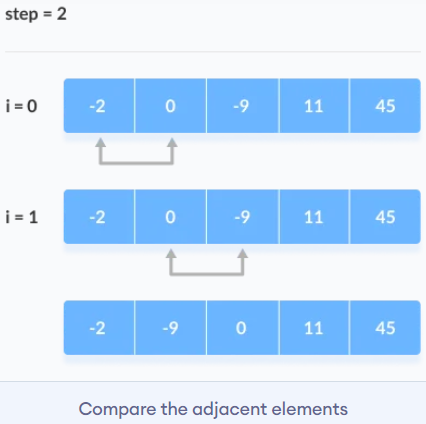 step = 2
i = 0 -2 0 -9 11 45
i = 1 -2 0 -9 11 45
-2 -9 0 11 45
Compare the adjacent elements